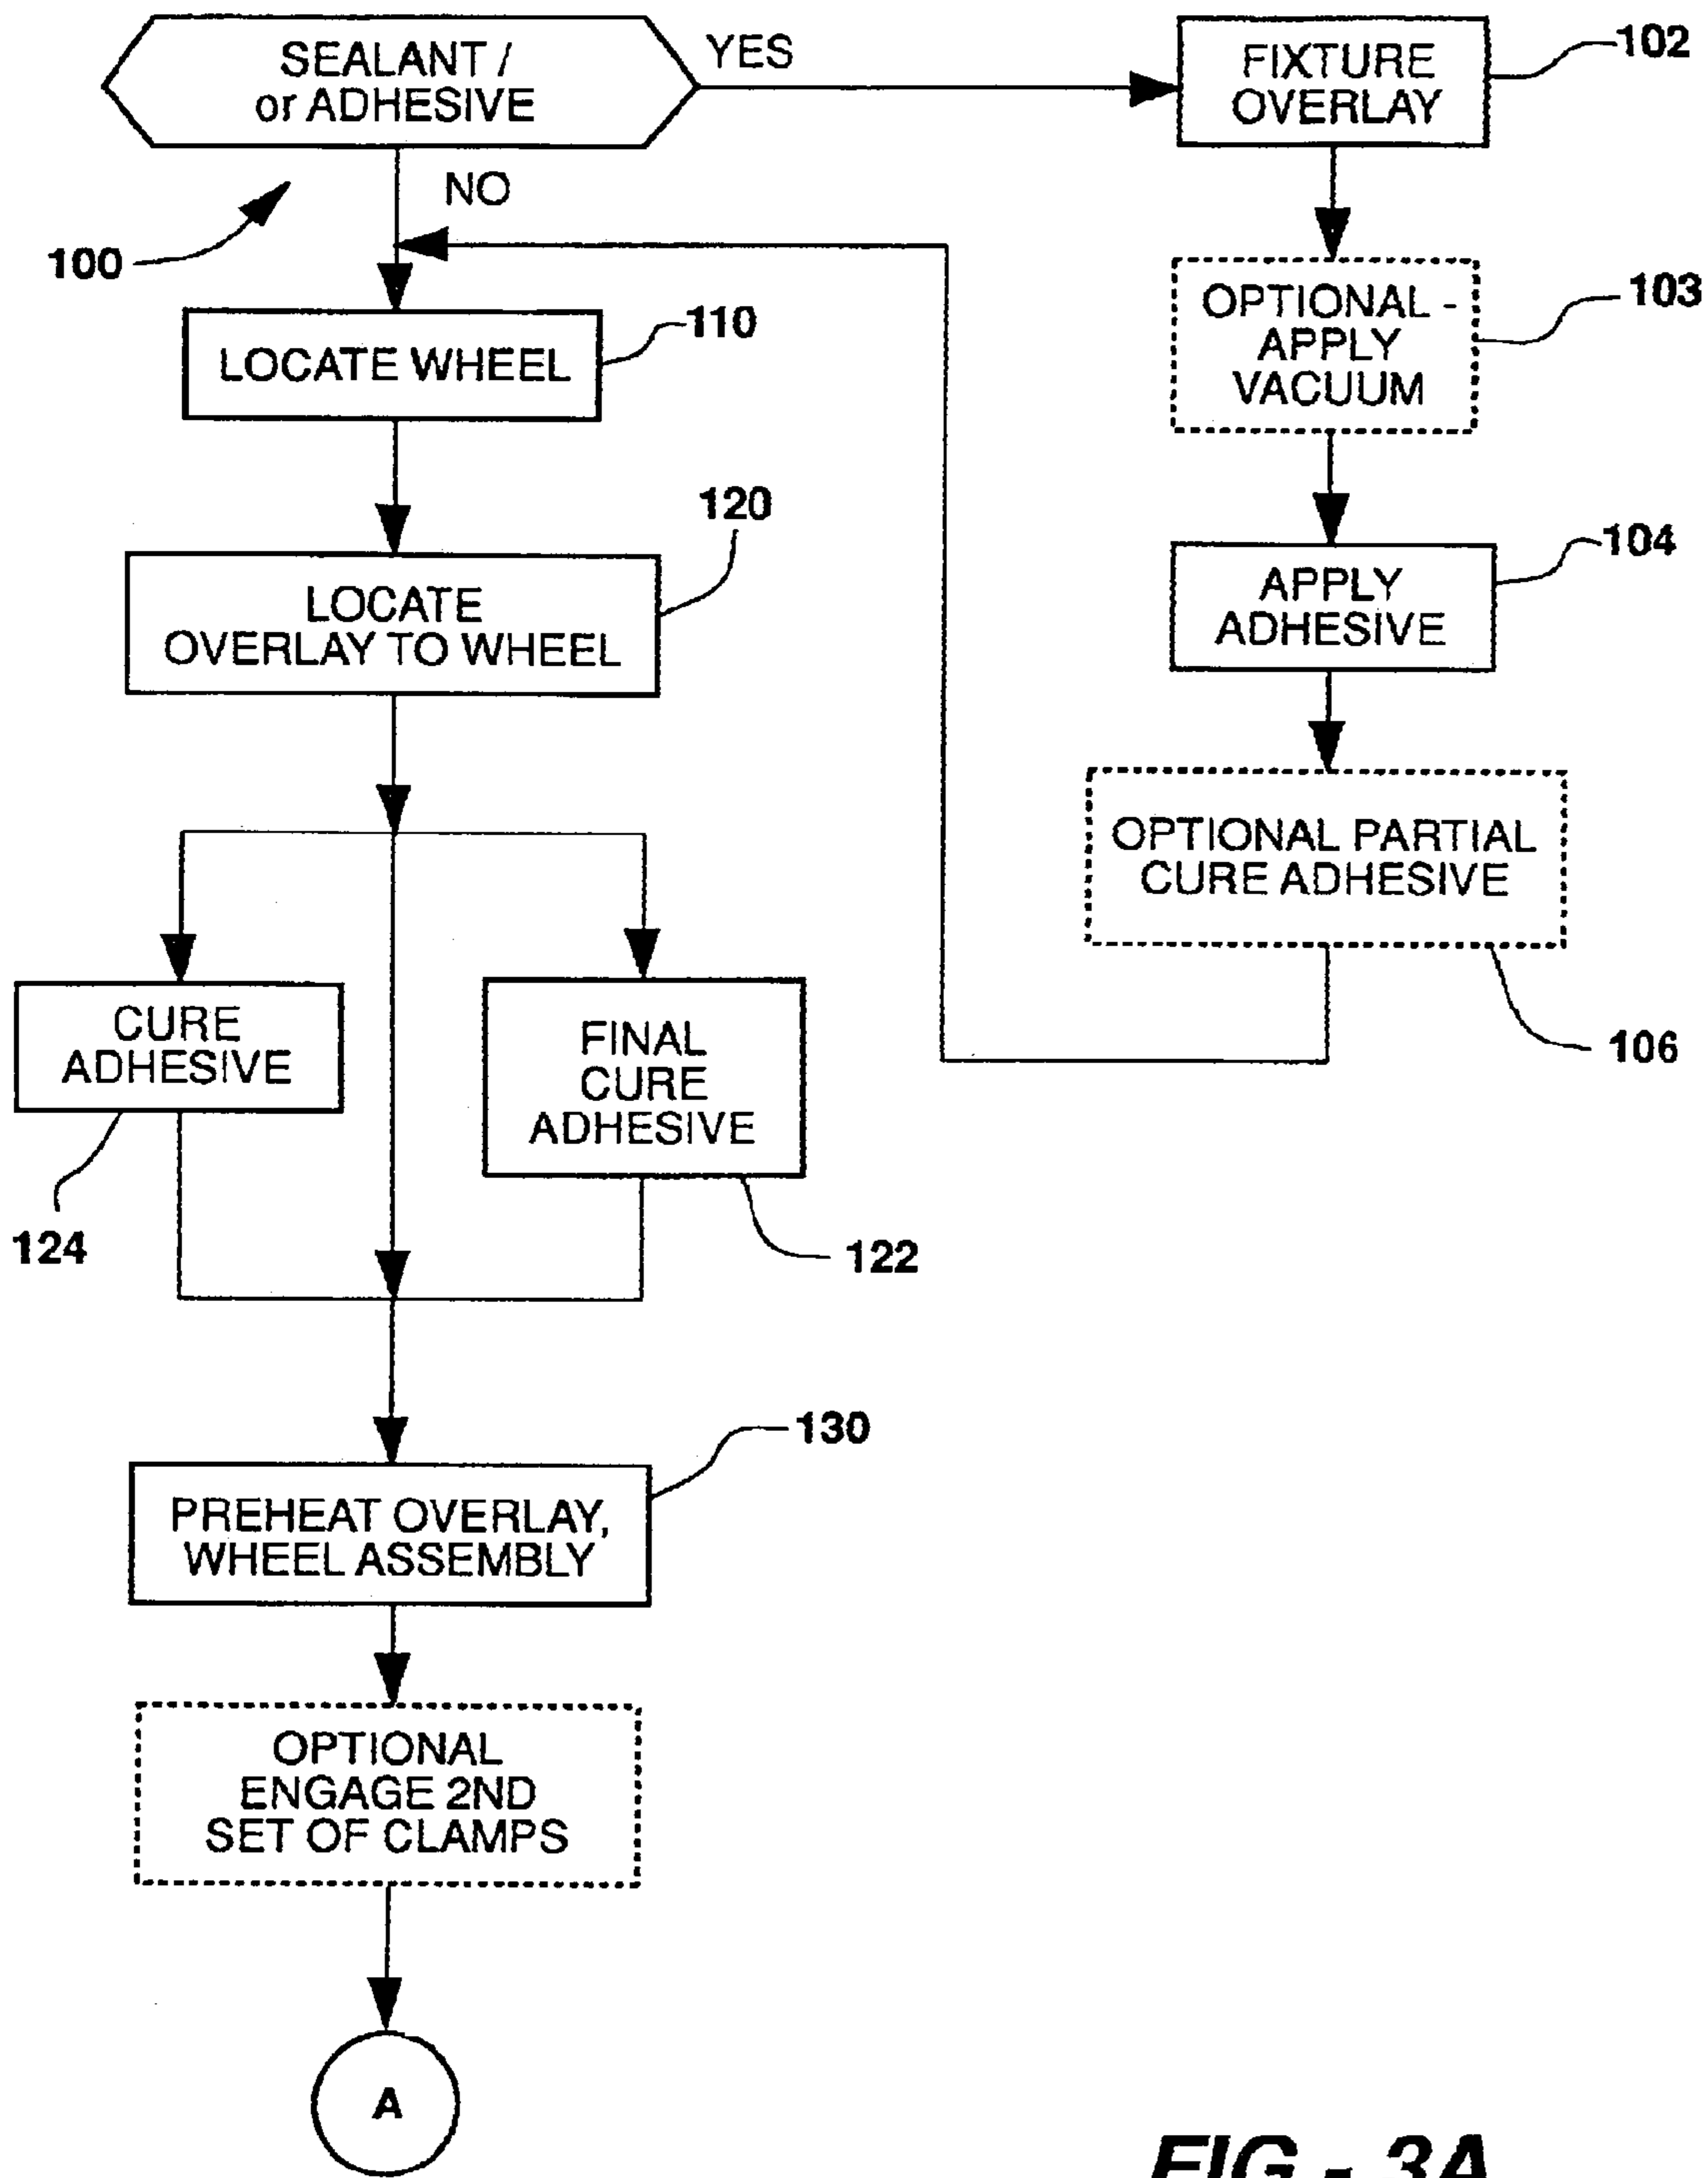 SEALANT /
or ADHESIVE
YES
NO
100
FIXTURE
OVERLAY
102
OPTIONAL -
APPLY
VACUUM
103
APPLY
ADHESIVE
104
OPTIONAL PARTIAL
CURE ADHESIVE
106
LOCATE WHEEL
110
LOCATE
OVERLAY TO WHEEL
120
CURE
ADHESIVE
124
FINAL
CURE
ADHESIVE
122
PREHEAT OVERLAY,
WHEEL ASSEMBLY
130
OPTIONAL
ENGAGE 2ND
SET OF CLAMPS
A
FIG - 3A